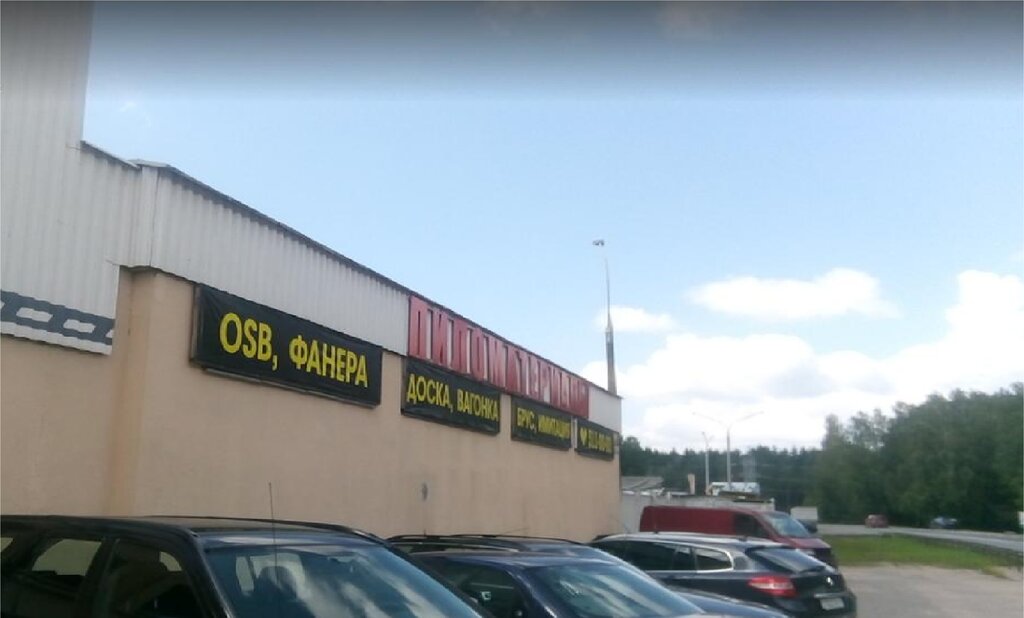 ПИЛОМАТЕРИАЛЫ
OSB, ФАНЕРА
ДОСКА, ВАГОНКА
БРУС, ИМИТАЦИЯ